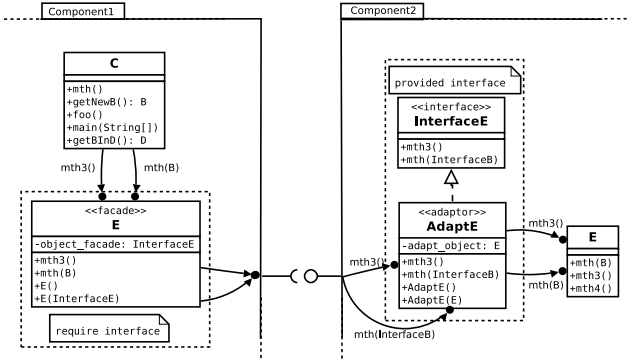 Component1
Component2
C
+mth()
+getNewB(): B
+foo()
+main(String[])
+getBInD(): D
mth3()
mth(B)
<<facade>>
E
-object_facade: InterfaceE
+mth3()
+mth(B)
+E()
+E(InterfaceE)
require interface
provided interface
<<interface>>
InterfaceE
+mth3()
+mth(InterfaceB)
<<adaptor>>
AdaptE
-adapt_object: E
+mth3()
+mth(InterfaceB)
+AdaptE()
+AdaptE(E)
mth3()
mth(InterfaceB)
mth3()
mth(B)
E
+mth(B)
+mth3()
+mth4()